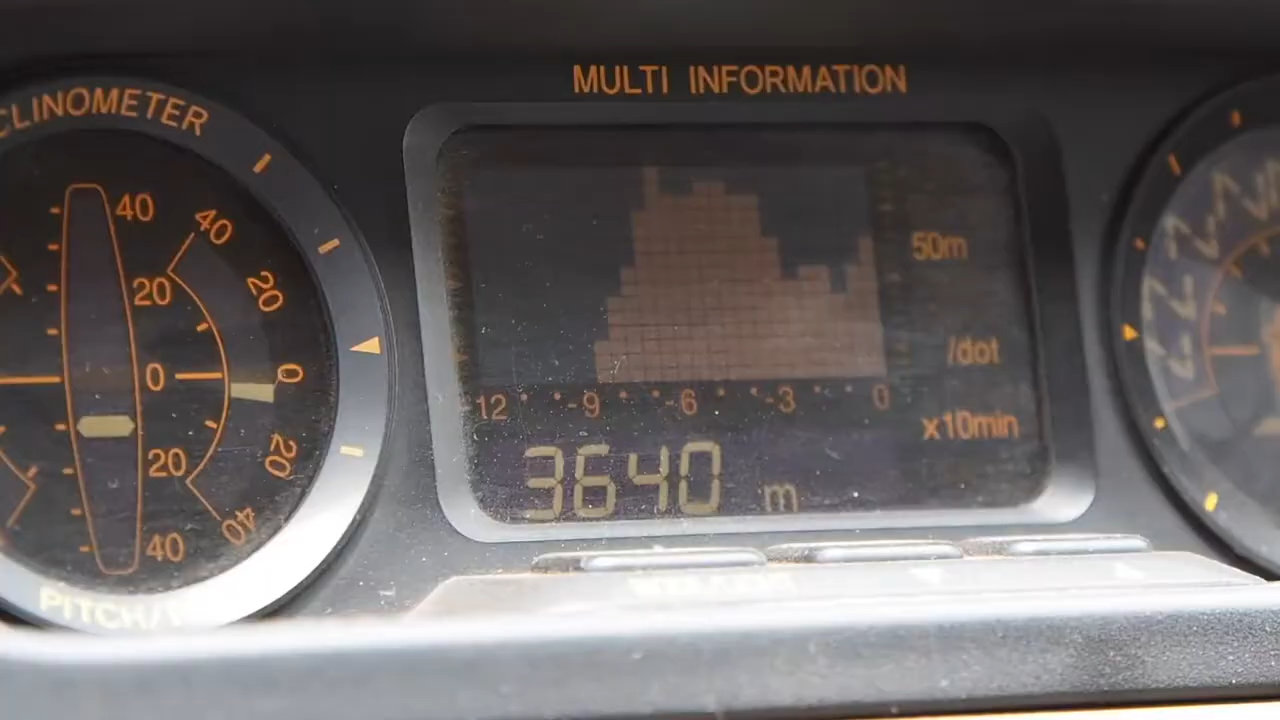 CLINOMETER
40
40
20
20
0
0
20
20
40
40
PITCH/
MULTI INFORMATION
50m
/dot
-12 -9 -6 -3 0
x10min
3640 m